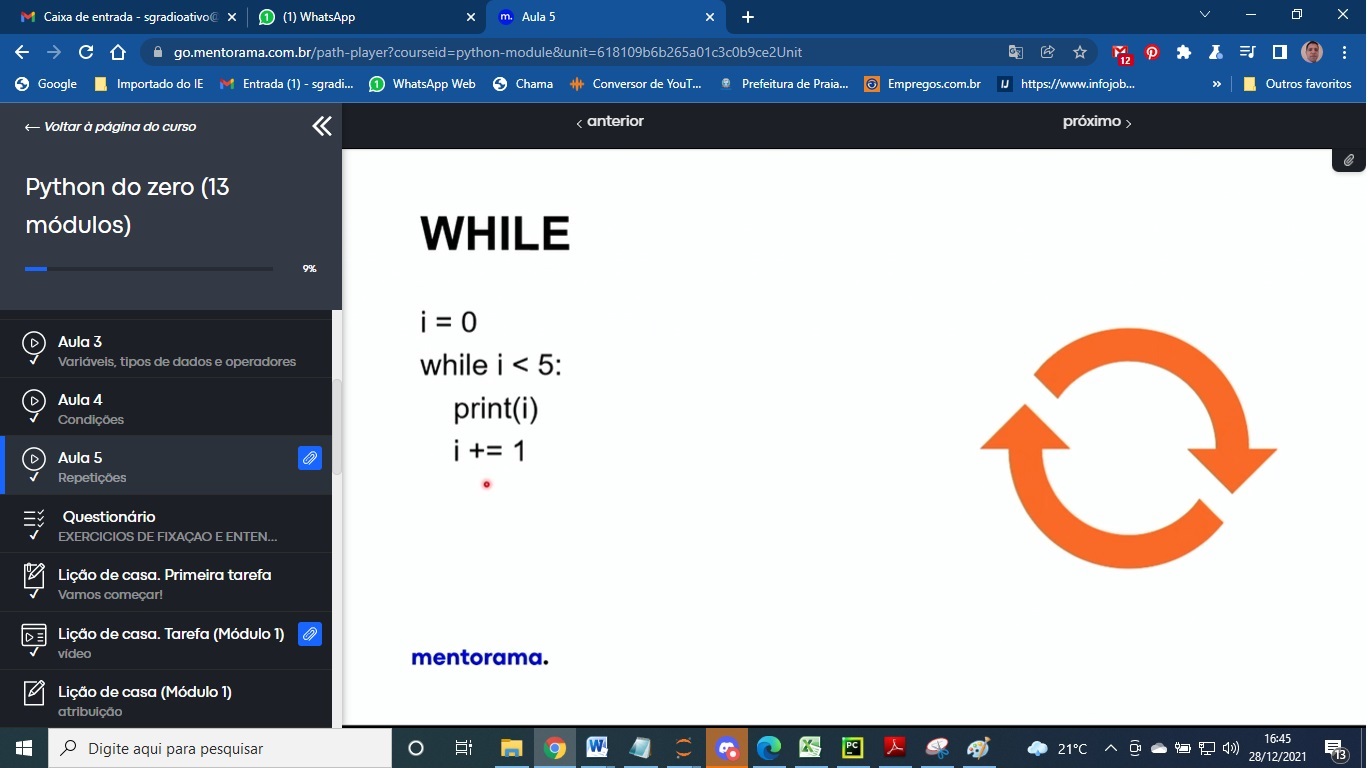 Caixa de entrada - sgradioativo@
(1) WhatsApp
Aula 5
go.mentorama.com.br/path-player?courseid=python-module&unit=618109b6b265a01c3c0b9ce2Unit
12
Google
Importado do IE
Entrada (1) - sgradi...
WhatsApp Web
Chama
Conversor de YouT...
Prefeitura de Praia...
Empregos.com.br
https://www.infojob...
»
Outros favoritos
← Voltar à página do curso
‹ anterior
próximo ›
Python do zero (13
módulos)
9%
Aula 3
Variáveis, tipos de dados e operadores
Aula 4
Condições
Aula 5
Repetições
Questionário
EXERCICIOS DE FIXAÇAO E ENTEN...
Lição de casa. Primeira tarefa
Vamos começar!
Lição de casa. Tarefa (Módulo 1)
vídeo
Lição de casa (Módulo 1)
atribuição
WHILE
i = 0
while i < 5:
print(i)
i += 1
mentorama.
Digite aqui para pesquisar
21°C
16:45
28/12/2021
13